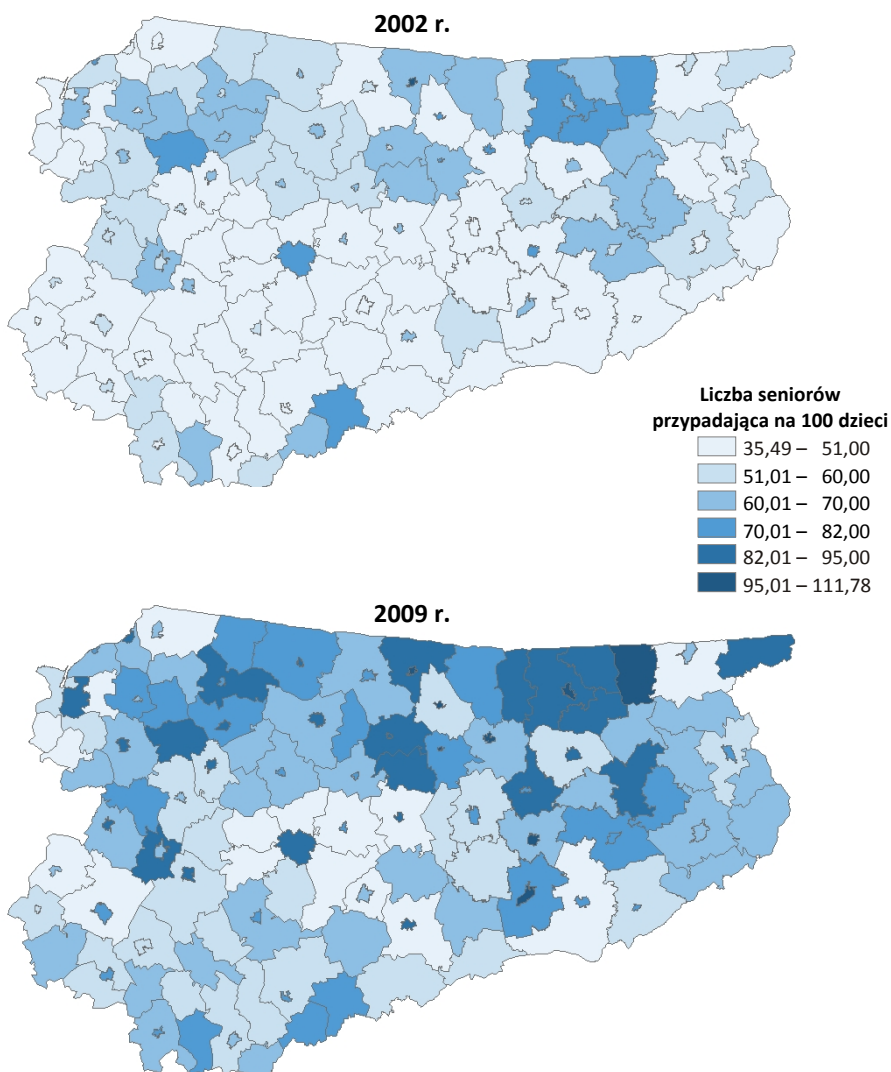 2002 r.
Liczba seniorów
przypadająca na 100 dzieci
35,49 – 51,00
51,01 – 60,00
60,01 – 70,00
70,01 – 82,00
82,01 – 95,00
95,01 – 111,78
2009 r.